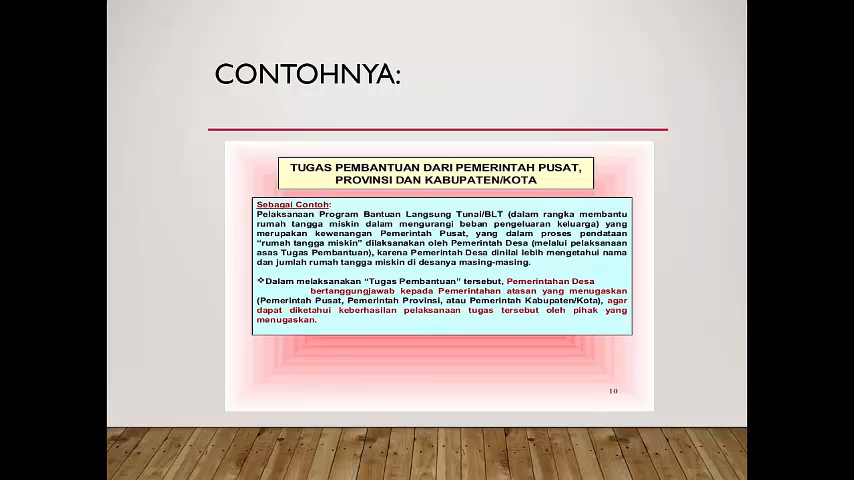 CONTOHNYA:
TUGAS PEMBANTUAN DARI PEMERINTAH PUSAT,
PROVINSI DAN KABUPATEN/KOTA
Sebagai Contoh:
Pelaksanaan Program Bantuan Langsung Tunai/BLT (dalam rangka membantu
rumah tangga miskin dalam mengurangi beban pengeluaran keluarga) yang
merupakan kewenangan Pemerintah Pusat, yang dalam proses pendataan
"rumah tangga miskin" dilaksanakan oleh Pemerintah Desa (melalui pelaksanaan
asas Tugas Pembantuan), karena Pemerintah Desa dinilai lebih mengetahui nama
dan jumlah rumah tangga miskin di desanya masing-masing.
❖Dalam melaksanakan "Tugas Pembantuan" tersebut, Pemerintahan Desa
bertanggungjawab kepada Pemerintahan atasan yang menugaskan
(Pemerintah Pusat, Pemerintah Provinsi, atau Pemerintah Kabupaten/Kota), agar
dapat diketahui keberhasilan pelaksanaan tugas tersebut oleh pihak yang
menugaskan.
10